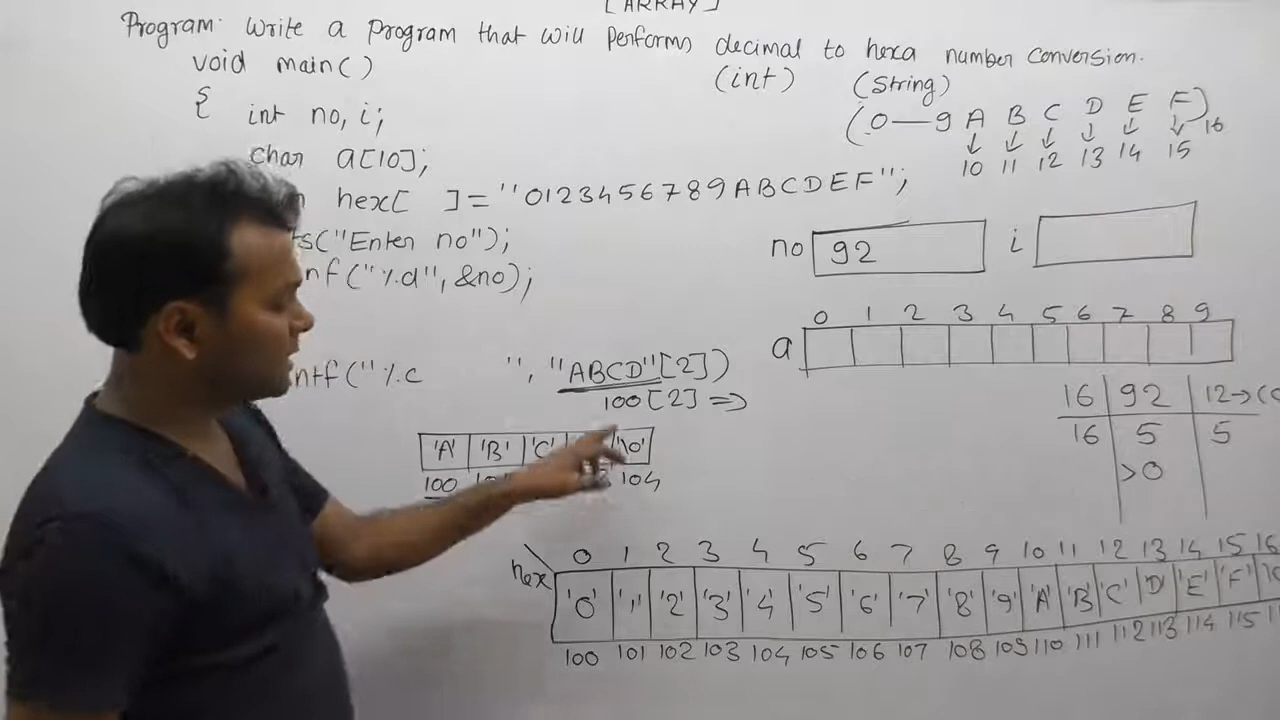 [ARRAY]
Program: Write a program that will performs decimal to hexa number conversion.
void main() (int) (String)
{ int no, i; (0—9 A B C D E F)16
10 11 12 13 14 15
char a[10];
hex[ ]= "0123456789ABCDEF";
ts("Enter no");
no 92 i
nf("%d", &no);
0 1 2 3 4 5 6 7 8 9
a
ntf("%c ", "ABCD"[2])
100[2] =>
16 92 12→(C
16 5 5
>0
'A' 'B' 'C' '\0'
100 104
hex 0 1 2 3 4 5 6 7 8 9 10 11 12 13 14 15 16
'0' '1' '2' '3' '4' '5' '6' '7' '8' '9' 'A' 'B' 'C' 'D' 'E' 'F'
100 101 102 103 104 105 106 107 108 109 110 111 112 113 114 115